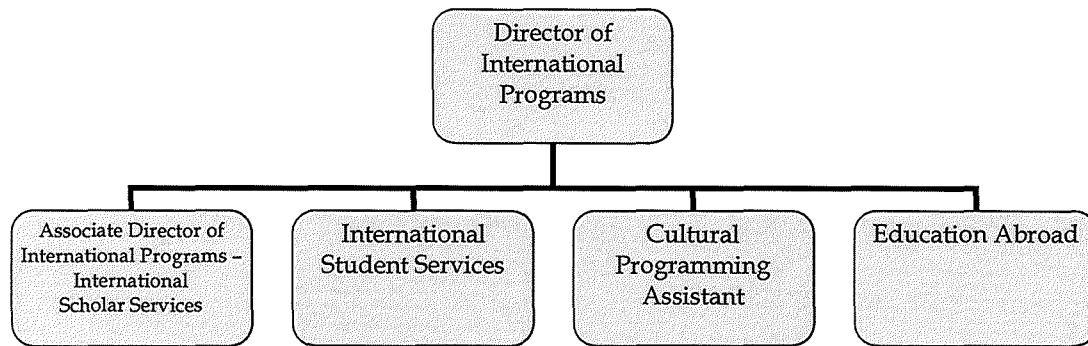 Director of
International
Programs
Associate Director of
International Programs –
International
Scholar Services
International
Student Services
Cultural
Programming
Assistant
Education Abroad